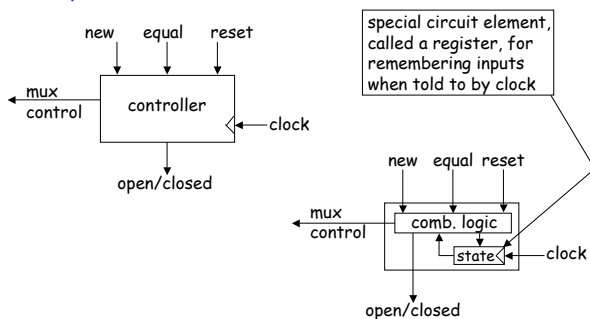 new equal reset
mux
control
controller
clock
open/closed
special circuit element,
called a register, for
remembering inputs
when told to by clock
new equal reset
mux
control
comb. logic
state
clock
open/closed